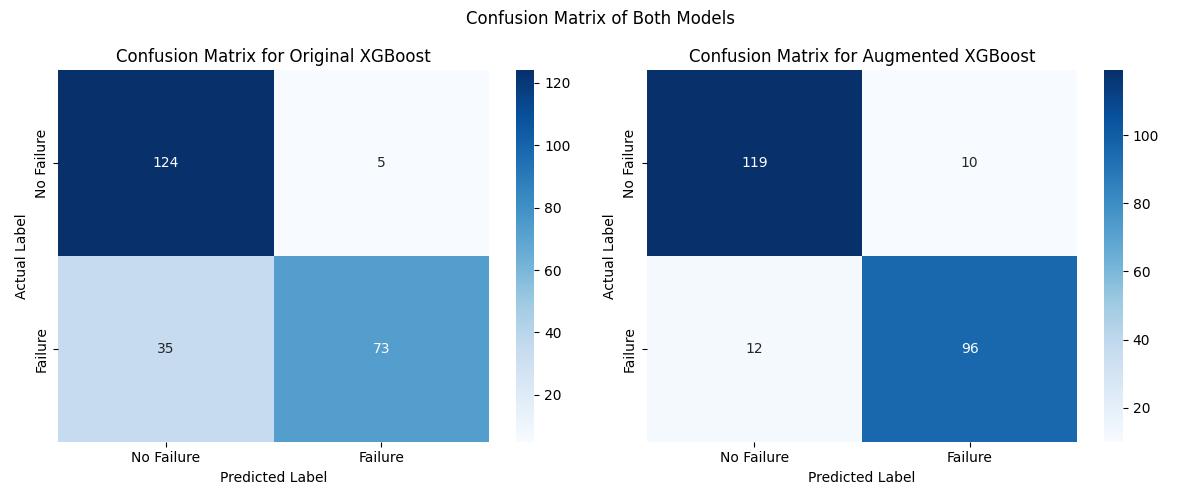 Confusion Matrix of Both Models
Confusion Matrix for Original XGBoost
Actual Label
No Failure
Failure
124
5
35
73
No Failure
Failure
Predicted Label
120
100
80
60
40
20
Confusion Matrix for Augmented XGBoost
Actual Label
No Failure
Failure
119
10
12
96
No Failure
Failure
Predicted Label
100
80
60
40
20